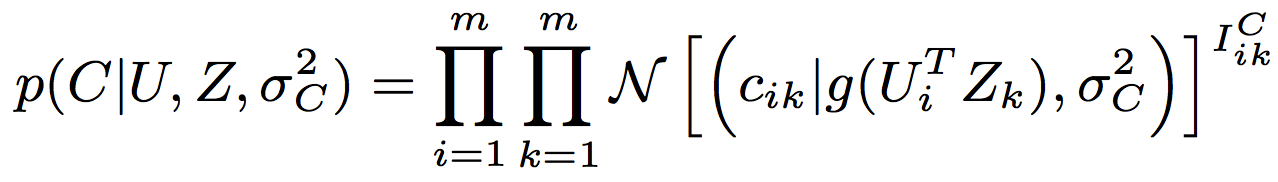 p(C|U, Z, σ_C^2) = ∏_{i=1}^{m} ∏_{k=1}^{m} 𝒩 [(c_{ik}|g(U_i^T Z_k), σ_C^2)]^{I_{ik}^C}